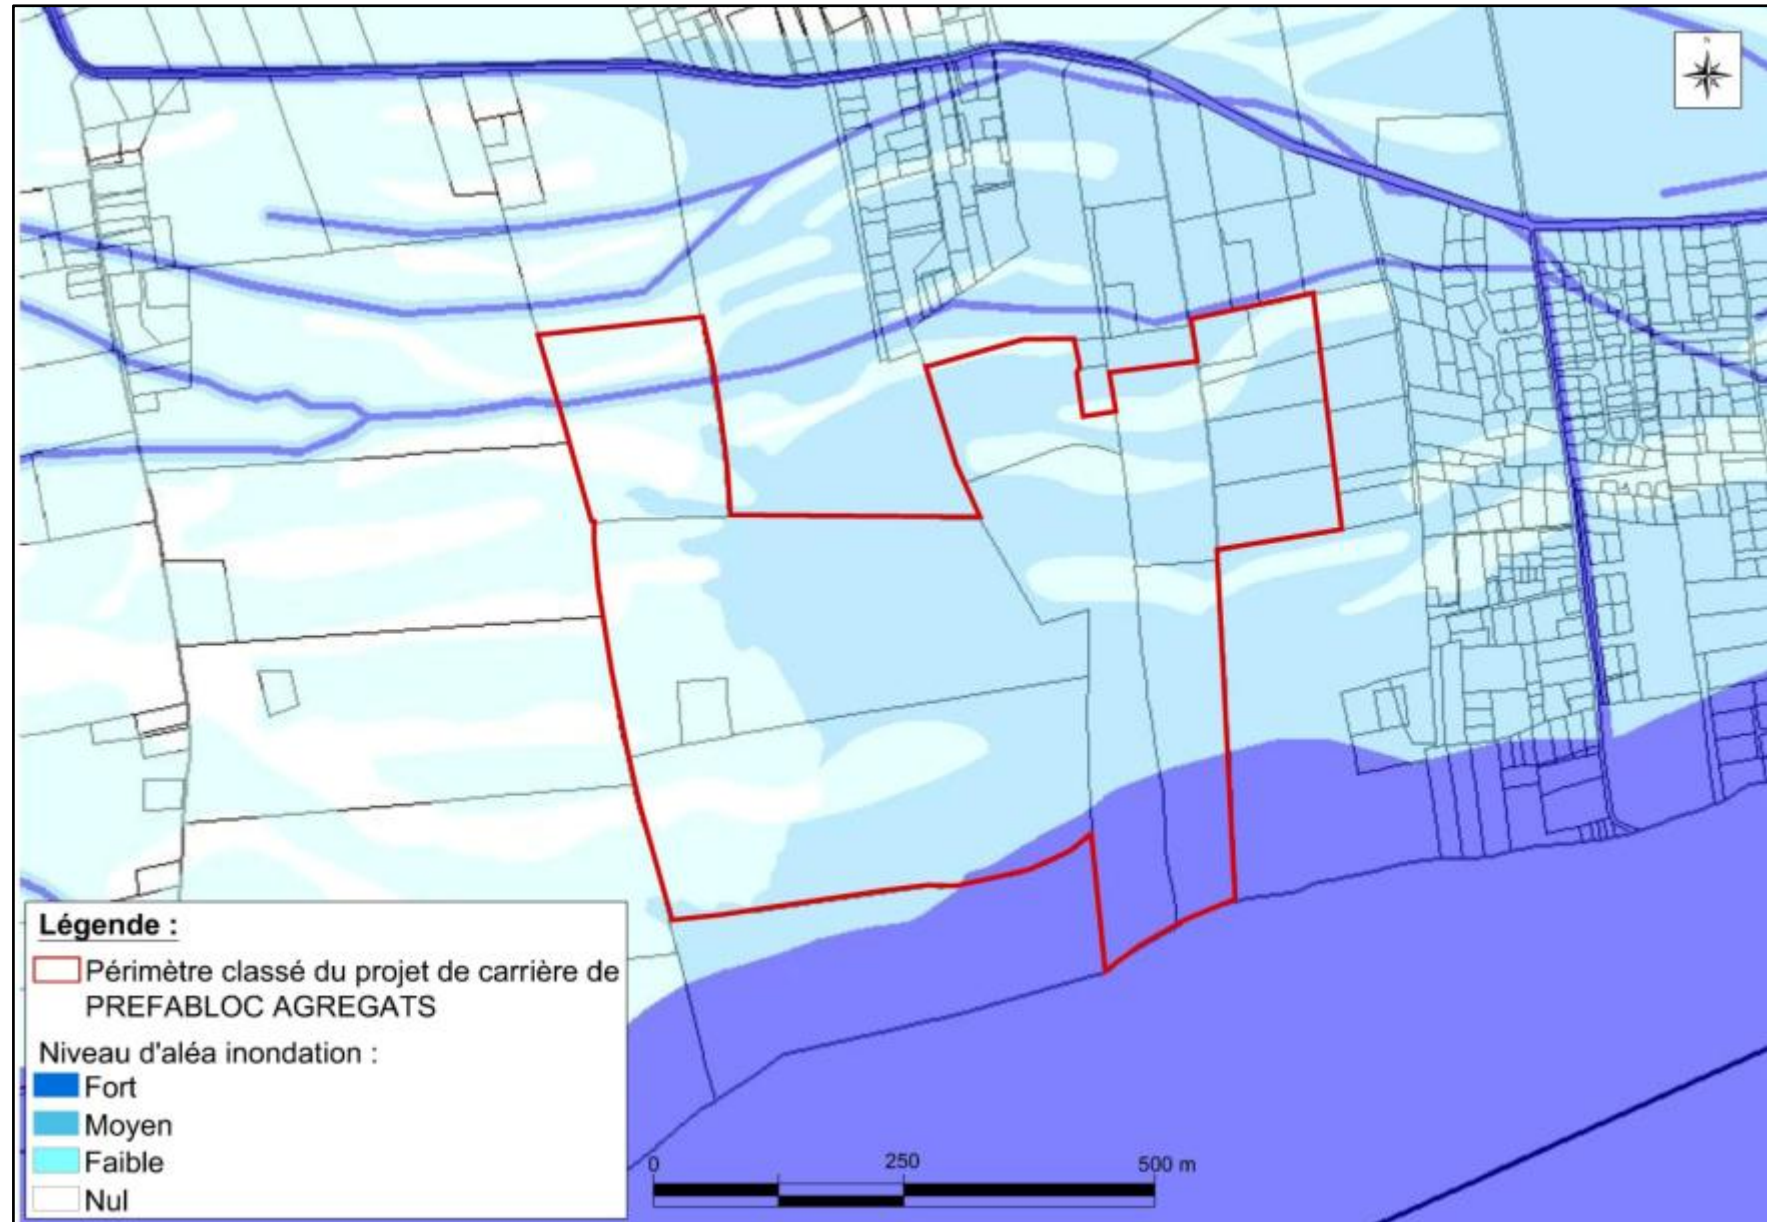 N
Légende :
Périmètre classé du projet de carrière de
PREFABLOC AGREGATS
Niveau d'aléa inondation :
Fort
Moyen
Faible
Nul
0 250 500 m